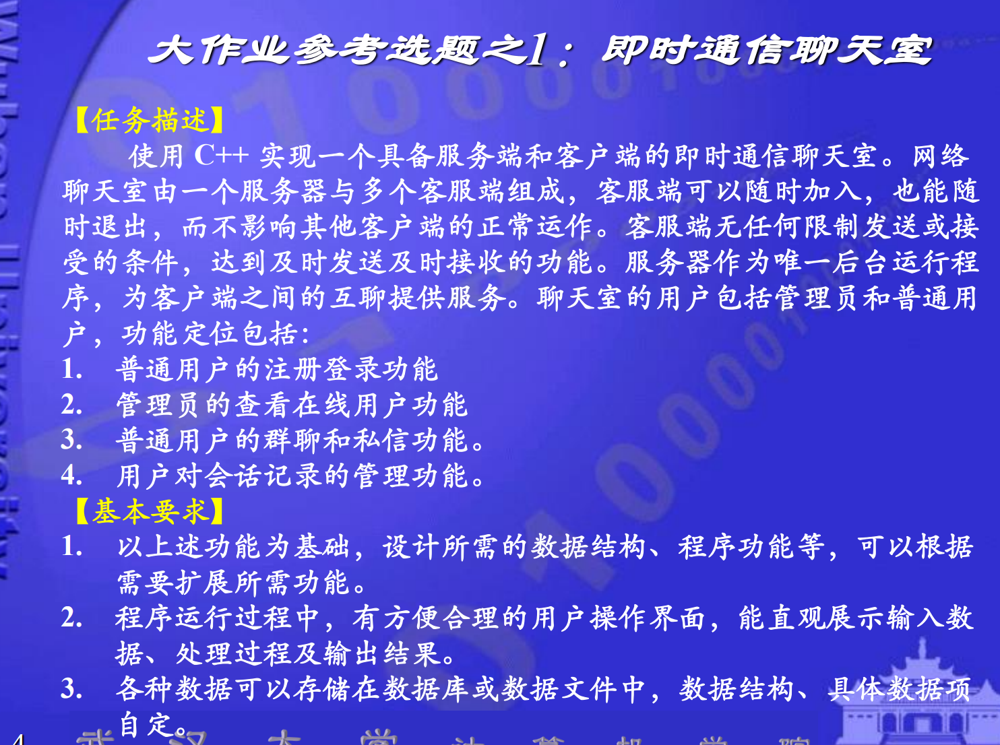 大作业参考选题之1：即时通信聊天室
【任务描述】
使用 C++ 实现一个具备服务端和客户端的即时通信聊天室。网络
聊天室由一个服务器与多个客服端组成，客服端可以随时加入，也能随
时退出，而不影响其他客户端的正常运作。客服端无任何限制发送或接
受的条件，达到及时发送及时接收的功能。服务器作为唯一后台运行程
序，为客户端之间的互聊提供服务。聊天室的用户包括管理员和普通用
户，功能定位包括：
1. 普通用户的注册登录功能
2. 管理员的查看在线用户功能
3. 普通用户的群聊和私信功能。
4. 用户对会话记录的管理功能。
【基本要求】
1. 以上述功能为基础，设计所需的数据结构、程序功能等，可以根据
需要扩展所需功能。
2. 程序运行过程中，有方便合理的用户操作界面，能直观展示输入数
据、处理过程及输出结果。
3. 各种数据可以存储在数据库或数据文件中，数据结构、具体数据项
自定。
4
武汉大学计算机学院